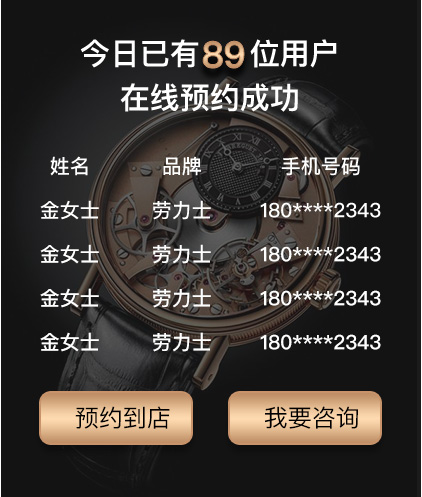 今日已有89位用户
在线预约成功
姓名 品牌 手机号码
金女士 劳力士 180****2343
金女士 劳力士 180****2343
金女士 劳力士 180****2343
金女士 劳力士 180****2343
预约到店 我要咨询